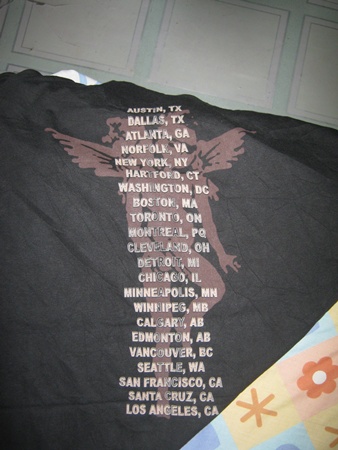 AUSTIN, TX
DALLAS, TX
ATLANTA, GA
NORFOLK, VA
NEW YORK, NY
HARTFORD, CT
WASHINGTON, DC
BOSTON, MA
TORONTO, ON
MONTREAL, PQ
CLEVELAND, OH
DETROIT, MI
CHICAGO, IL
MINNEAPOLIS, MN
WINNIPEG, MB
CALGARY, AB
EDMONTON, AB
VANCOUVER, BC
SEATTLE, WA
SAN FRANCISCO, CA
SANTA CRUZ, CA
LOS ANGELES, CA